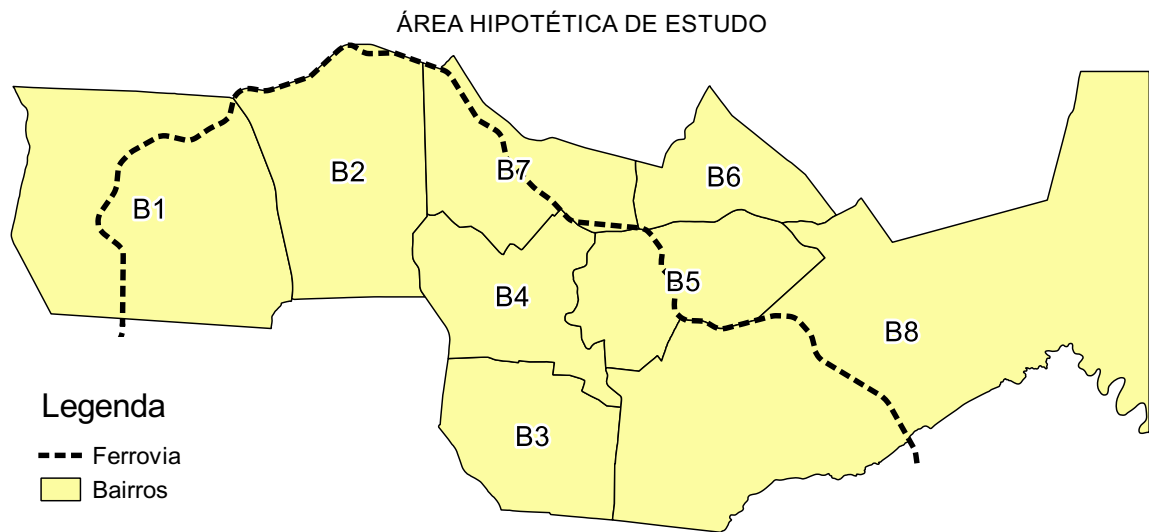 ÁREA HIPOTÉTICA DE ESTUDO
B2
B7
B6
B1
B5
B4
B8
Legenda
B3
Ferrovia
Bairros